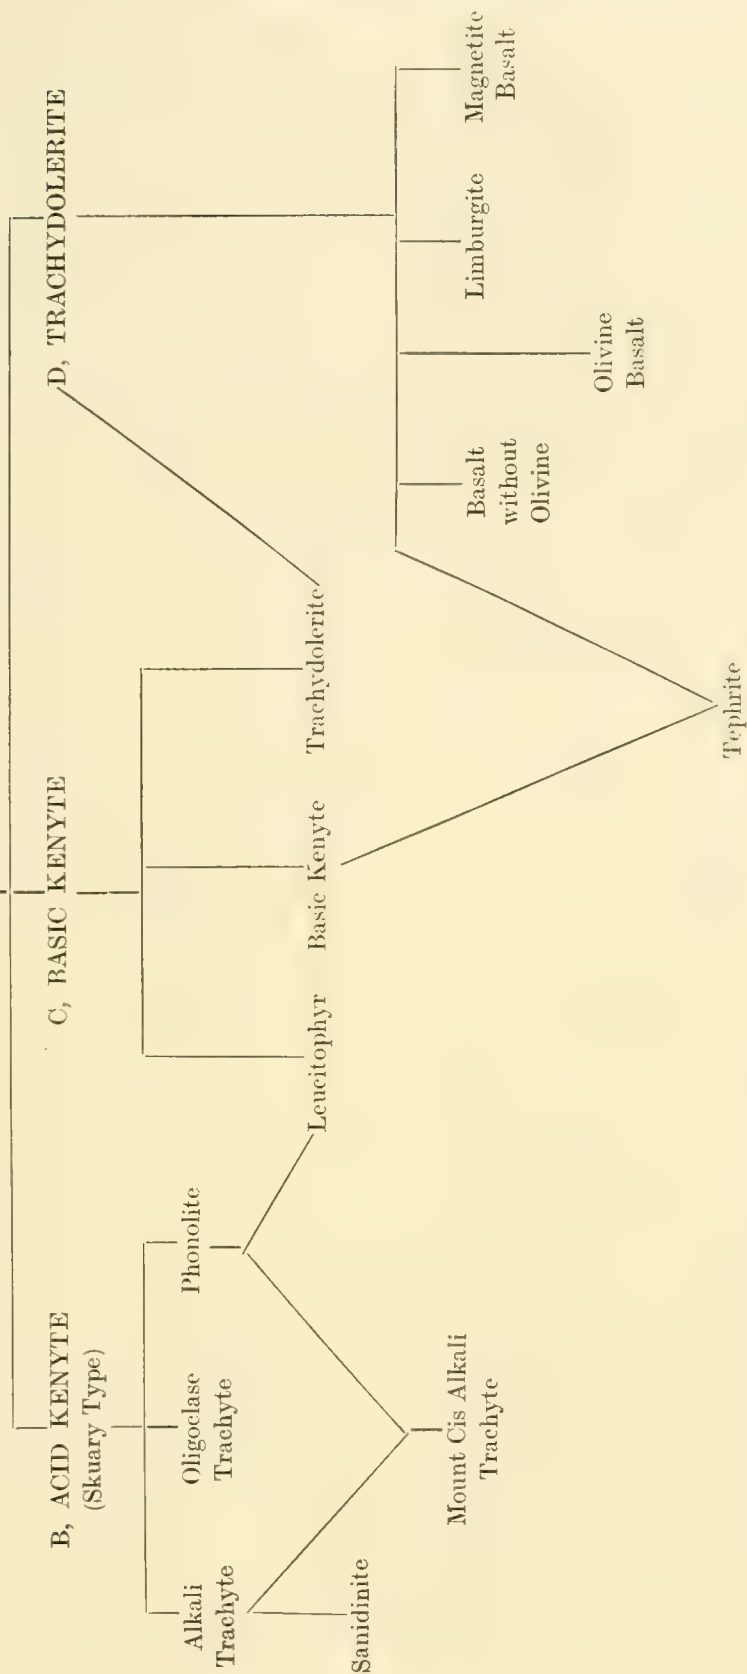 B, ACID KENYTE
(Skuary Type)
C, BASIC KENYTE
D, TRACHYDOLERITE
Alkali
Trachyte
Oligoclase
Trachyte
Phonolite
Leucitophyr
Basic Kenyte
Trachydolerite
Sanidinite
Mount Cis Alkali
Trachyte
Basalt
without
Olivine
Olivine
Basalt
Limburgite
Magnetite
Basalt
Tephrite